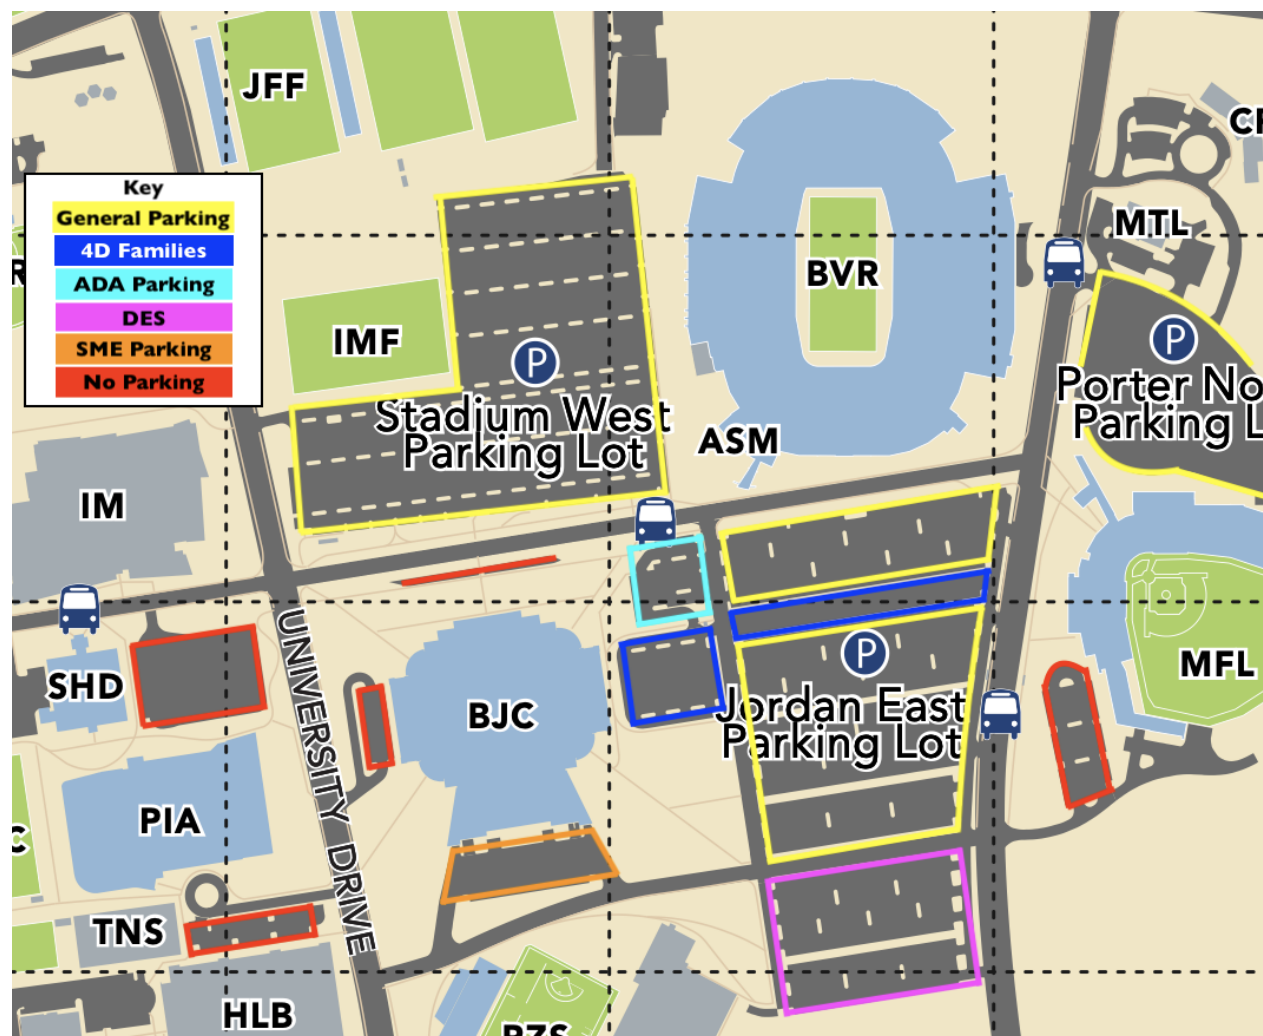 JFF
CR
Key
General Parking
4D Families
ADA Parking
DES
SME Parking
No Parking
R
MTL
BVR
IMF
P
P
Stadium West
Parking Lot
Porter No
Parking L
ASM
IM
UNIVERSITY DRIVE
SHD
BJC
P
Jordan East
Parking Lot
MFL
PIA
C
TNS
HLB